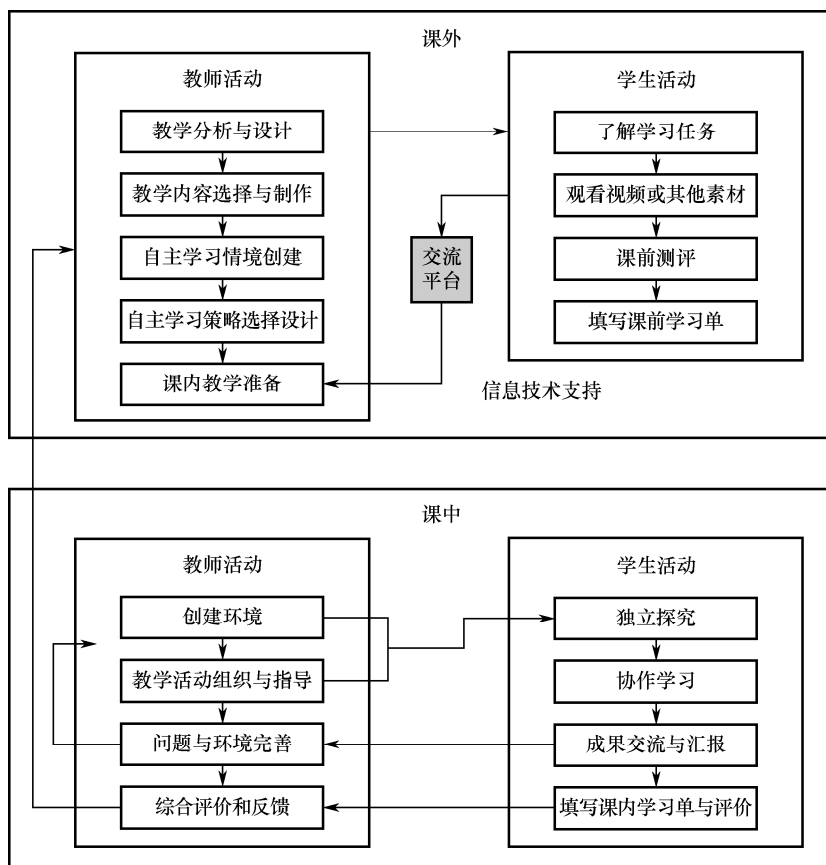 课外
教师活动
教学分析与设计
教学内容选择与制作
自主学习情境创建
自主学习策略选择设计
课内教学准备
交流
平台
学生活动
了解学习任务
观看视频或其他素材
课前测评
填写课前学习单
信息技术支持
课中
教师活动
创建环境
教学活动组织与指导
问题与环境完善
综合评价和反馈
学生活动
独立探究
协作学习
成果交流与汇报
填写课内学习单与评价